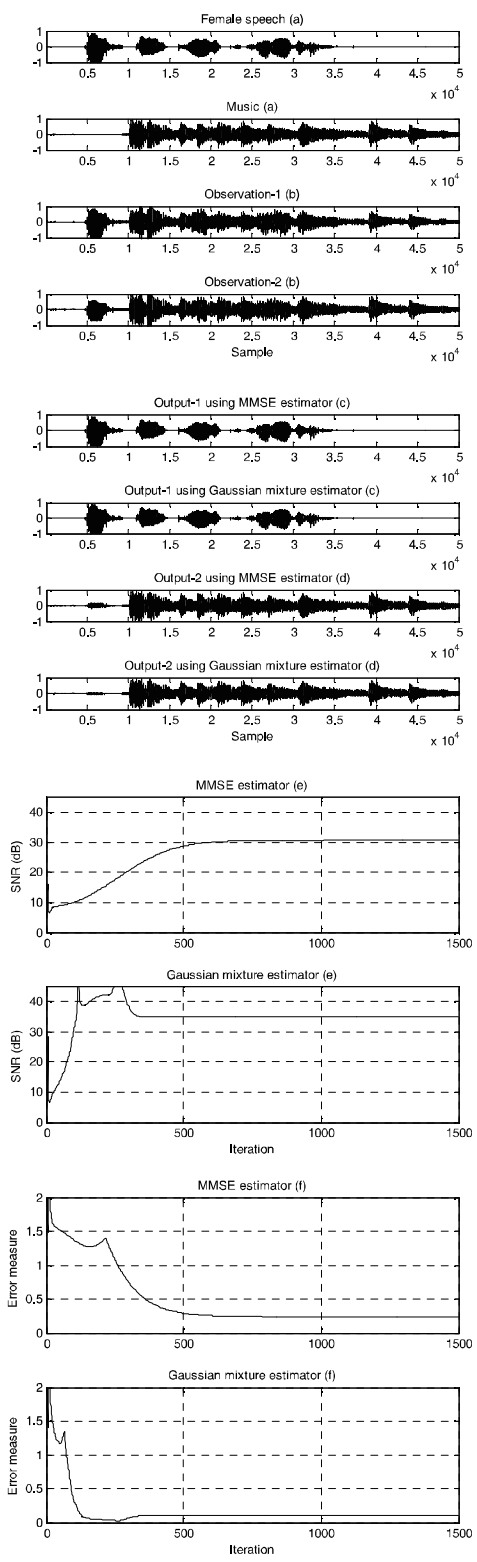 Female speech (a)
1
0
-1
0.5 1 1.5 2 2.5 3 3.5 4 4.5 5
x 10^4
Music (a)
1
0
-1
0.5 1 1.5 2 2.5 3 3.5 4 4.5 5
x 10^4
Observation-1 (b)
1
0
-1
0.5 1 1.5 2 2.5 3 3.5 4 4.5 5
x 10^4
Observation-2 (b)
1
0
-1
0.5 1 1.5 2 2.5 3 3.5 4 4.5 5
Sample x 10^4
Output-1 using MMSE estimator (c)
1
0
-1
0.5 1 1.5 2 2.5 3 3.5 4 4.5 5
x 10^4
Output-1 using Gaussian mixture estimator (c)
1
0
-1
0.5 1 1.5 2 2.5 3 3.5 4 4.5 5
x 10^4
Output-2 using MMSE estimator (d)
1
0
-1
0.5 1 1.5 2 2.5 3 3.5 4 4.5 5
x 10^4
Output-2 using Gaussian mixture estimator (d)
1
0
-1
0.5 1 1.5 2 2.5 3 3.5 4 4.5 5
Sample x 10^4
MMSE estimator (e)
SNR (dB)
40
30
20
10
0
0 500 1000 1500
Gaussian mixture estimator (e)
SNR (dB)
40
30
20
10
0
0 500 1000 1500
Iteration
MMSE estimator (f)
Error measure
2
1.5
1
0.5
0
0 500 1000 1500
Gaussian mixture estimator (f)
Error measure
2
1.5
1
0.5
0
0 500 1000 1500
Iteration